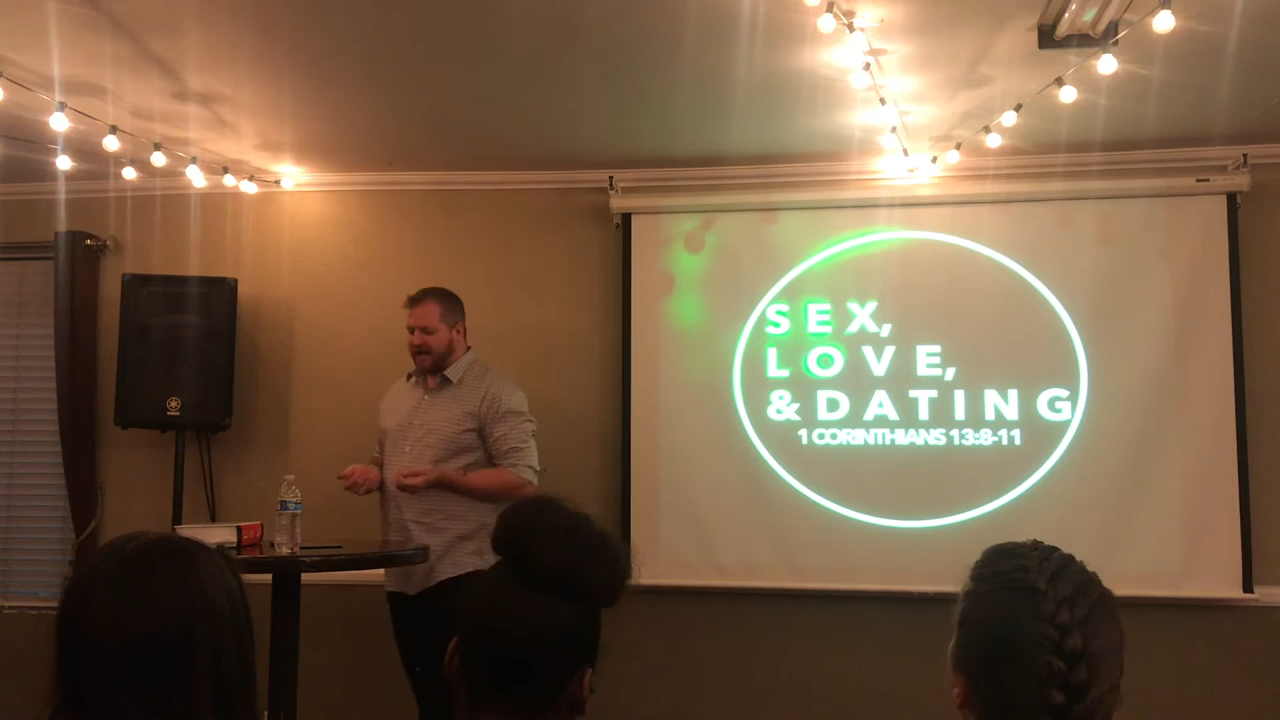 SEX,
LOVE,
& DATING
1 CORINTHIANS 13:8-11